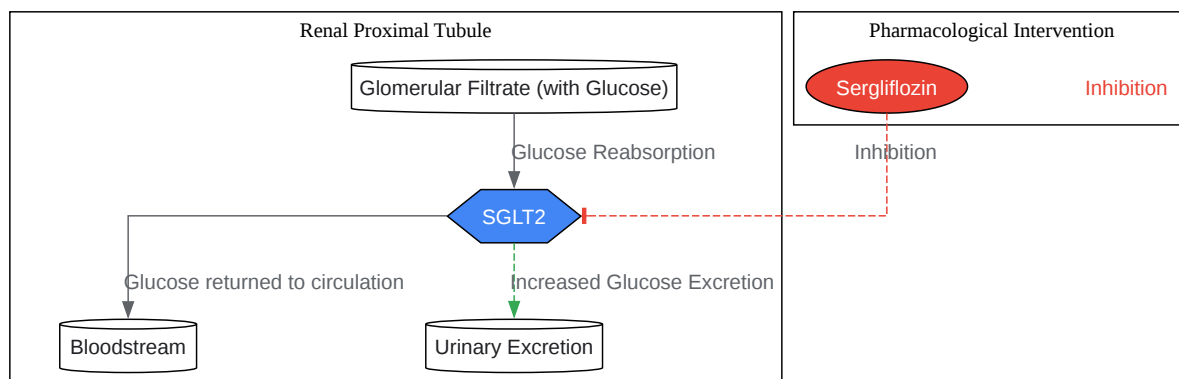 Renal Proximal Tubule
Pharmacological Intervention
Glomerular Filtrate (with Glucose)
Sergliflozin
Inhibition
Glucose Reabsorption
Inhibition
SGLT2
Glucose returned to circulation
Increased Glucose Excretion
Bloodstream
Urinary Excretion